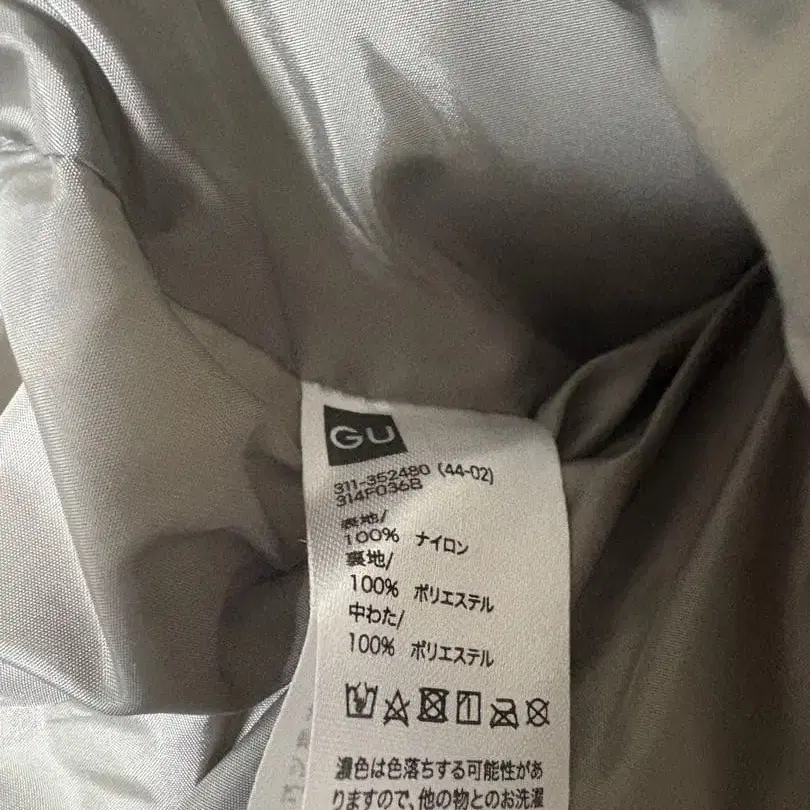 GU
311-352480 (44-02)
314F036B
表地/
100% ナイロン
裏地/
100% ポリエステル
中わた/
100% ポリエステル
濃色は色落ちする可能性があ
りますので、他の物とのお洗濯